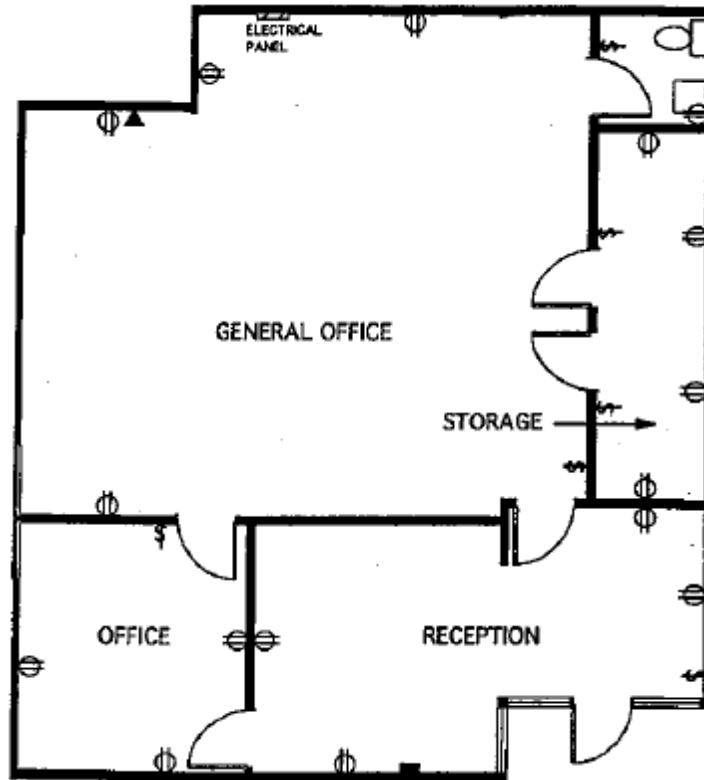 ELECTRICAL
PANEL
GENERAL OFFICE
STORAGE
OFFICE
RECEPTION